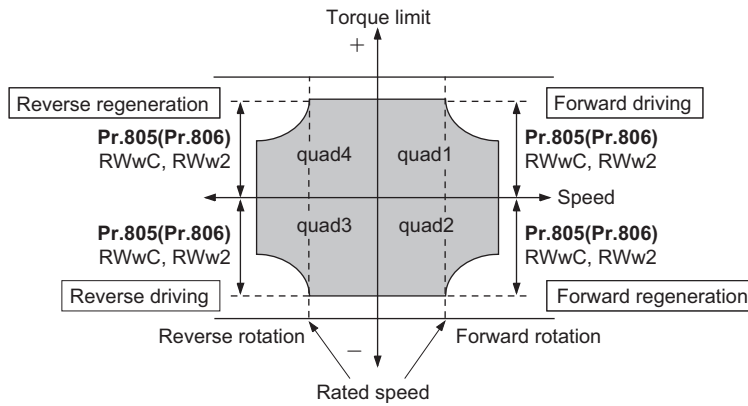 Torque limit
+
Reverse regeneration
Forward driving
Pr.805(Pr.806)
RWwC, RWw2
quad4
quad1
Pr.805(Pr.806)
RWwC, RWw2
Speed
Pr.805(Pr.806)
RWwC, RWw2
quad3
quad2
Pr.805(Pr.806)
RWwC, RWw2
Reverse driving
Forward regeneration
Reverse rotation
−
Forward rotation
Rated speed